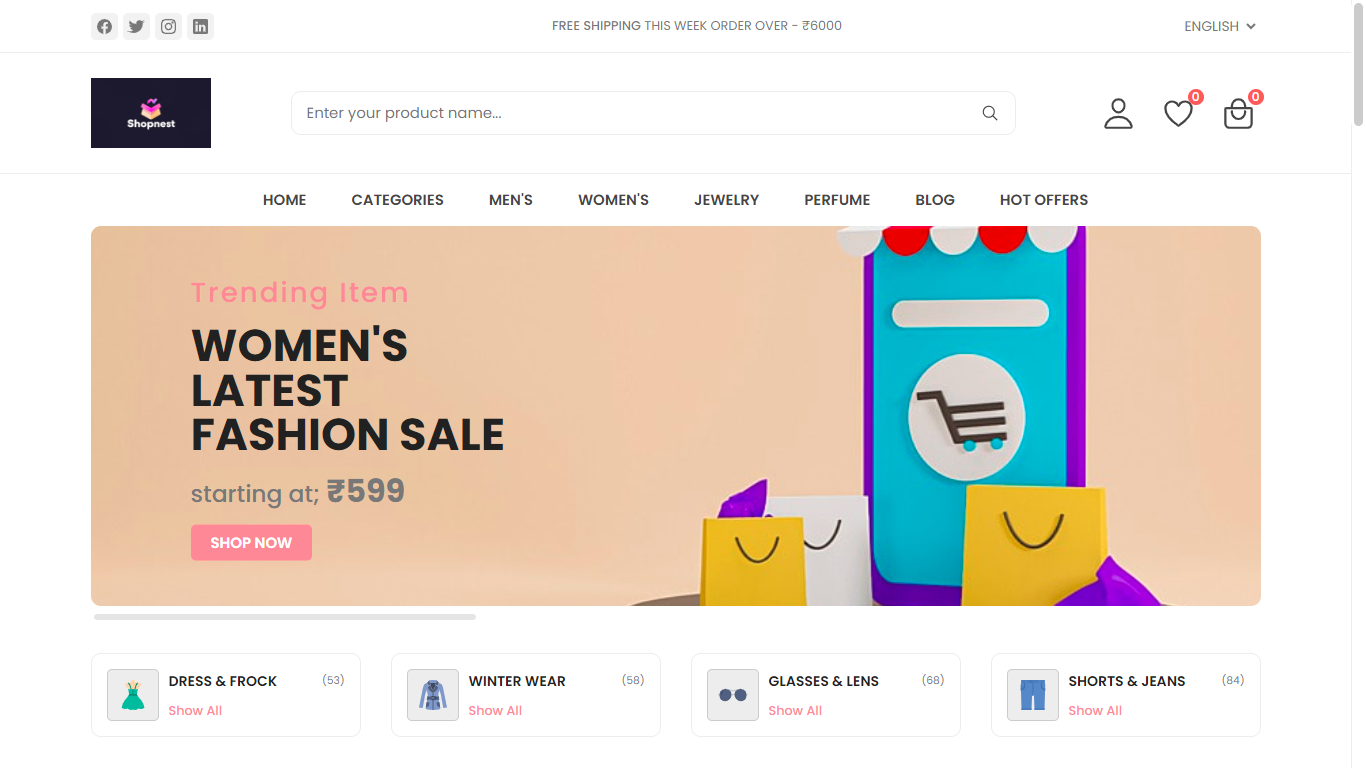 FREE SHIPPING THIS WEEK ORDER OVER - ₹6000
ENGLISH
Shopnest
Enter your product name...
0
0
HOME CATEGORIES MEN'S WOMEN'S JEWELRY PERFUME BLOG HOT OFFERS
Trending Item
WOMEN'S
LATEST
FASHION SALE
starting at; ₹599
SHOP NOW
DRESS & FROCK (53)
Show All
WINTER WEAR (58)
Show All
GLASSES & LENS (68)
Show All
SHORTS & JEANS (84)
Show All